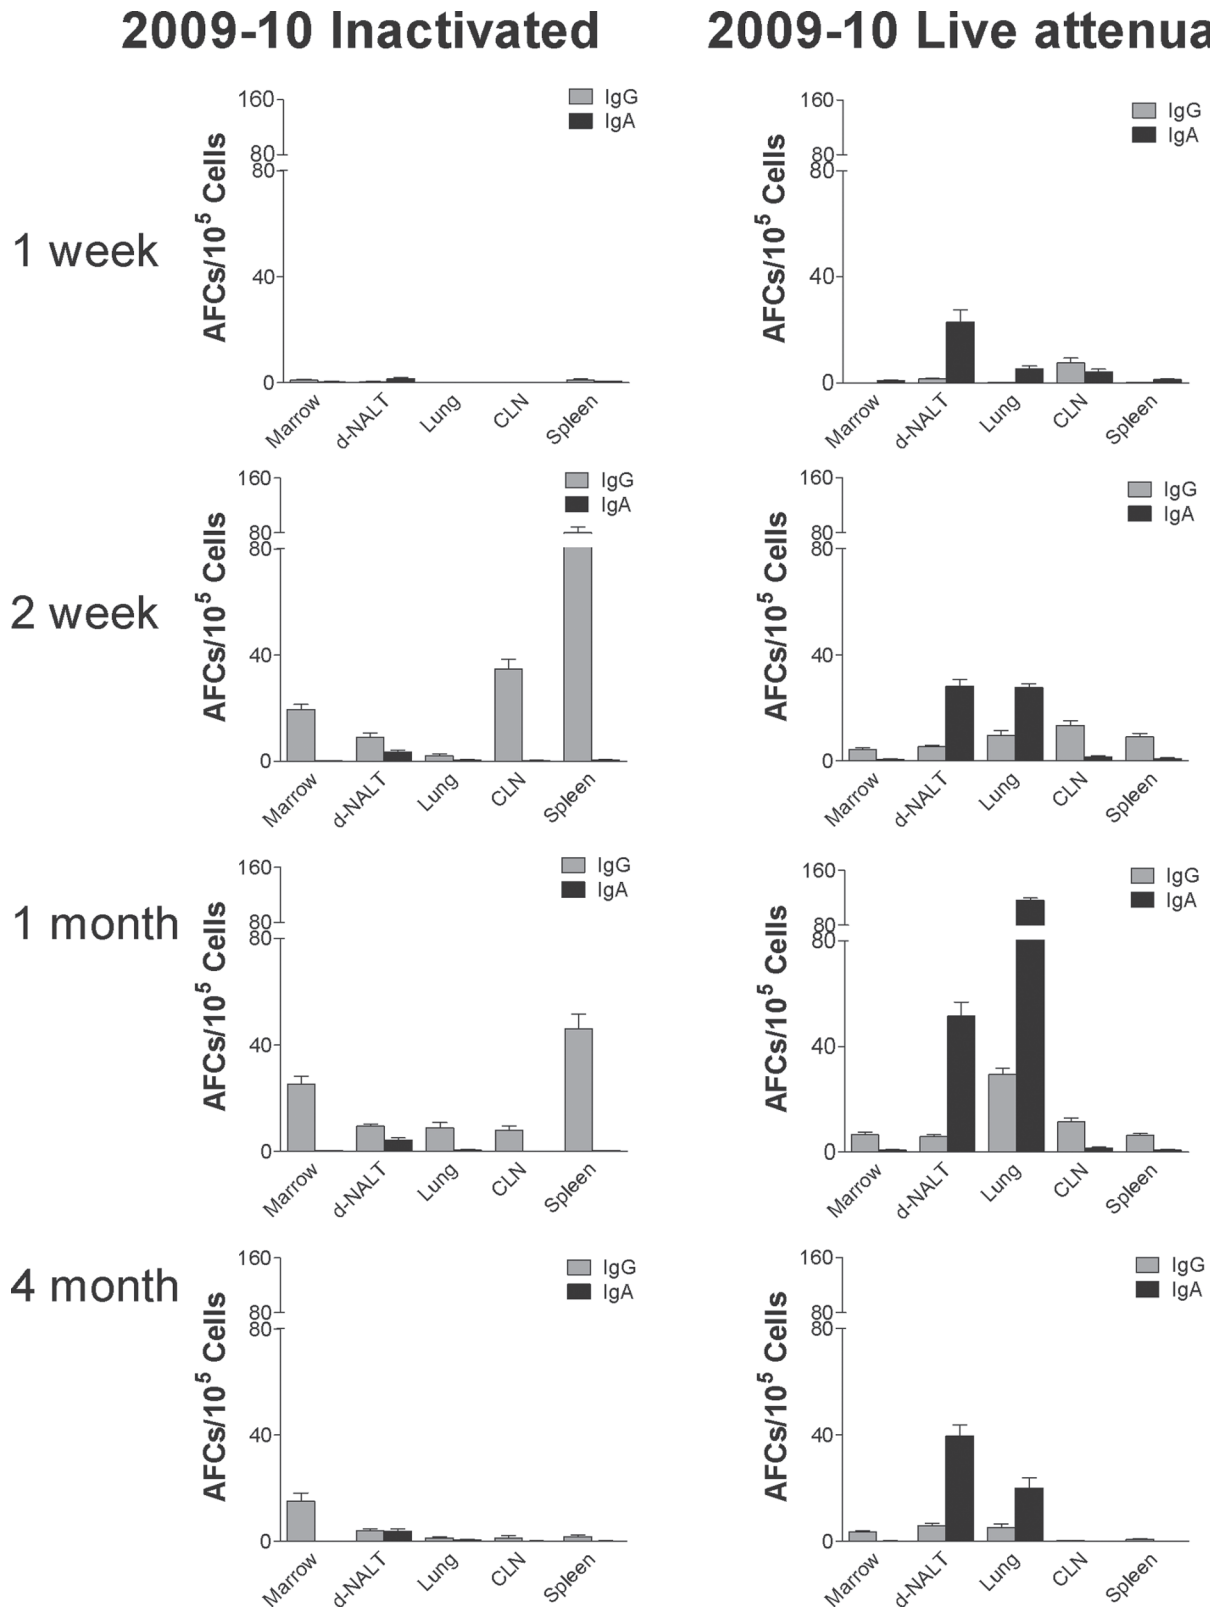 2009-10 Inactivated
2009-10 Live attenua
1 week
AFCs/10⁵ Cells
160
80
80
40
0
IgG
IgA
Marrow
d-NALT
Lung
CLN
Spleen
AFCs/10⁵ Cells
160
80
80
40
0
IgG
IgA
Marrow
d-NALT
Lung
CLN
Spleen
2 week
AFCs/10⁵ Cells
160
80
80
40
0
IgG
IgA
Marrow
d-NALT
Lung
CLN
Spleen
AFCs/10⁵ Cells
160
80
80
40
0
IgG
IgA
Marrow
d-NALT
Lung
CLN
Spleen
1 month
AFCs/10⁵ Cells
160
80
80
40
0
IgG
IgA
Marrow
d-NALT
Lung
CLN
Spleen
AFCs/10⁵ Cells
160
80
80
40
0
IgG
IgA
Marrow
d-NALT
Lung
CLN
Spleen
4 month
AFCs/10⁵ Cells
160
80
80
40
0
IgG
IgA
Marrow
d-NALT
Lung
CLN
Spleen
AFCs/10⁵ Cells
160
80
80
40
0
IgG
IgA
Marrow
d-NALT
Lung
CLN
Spleen